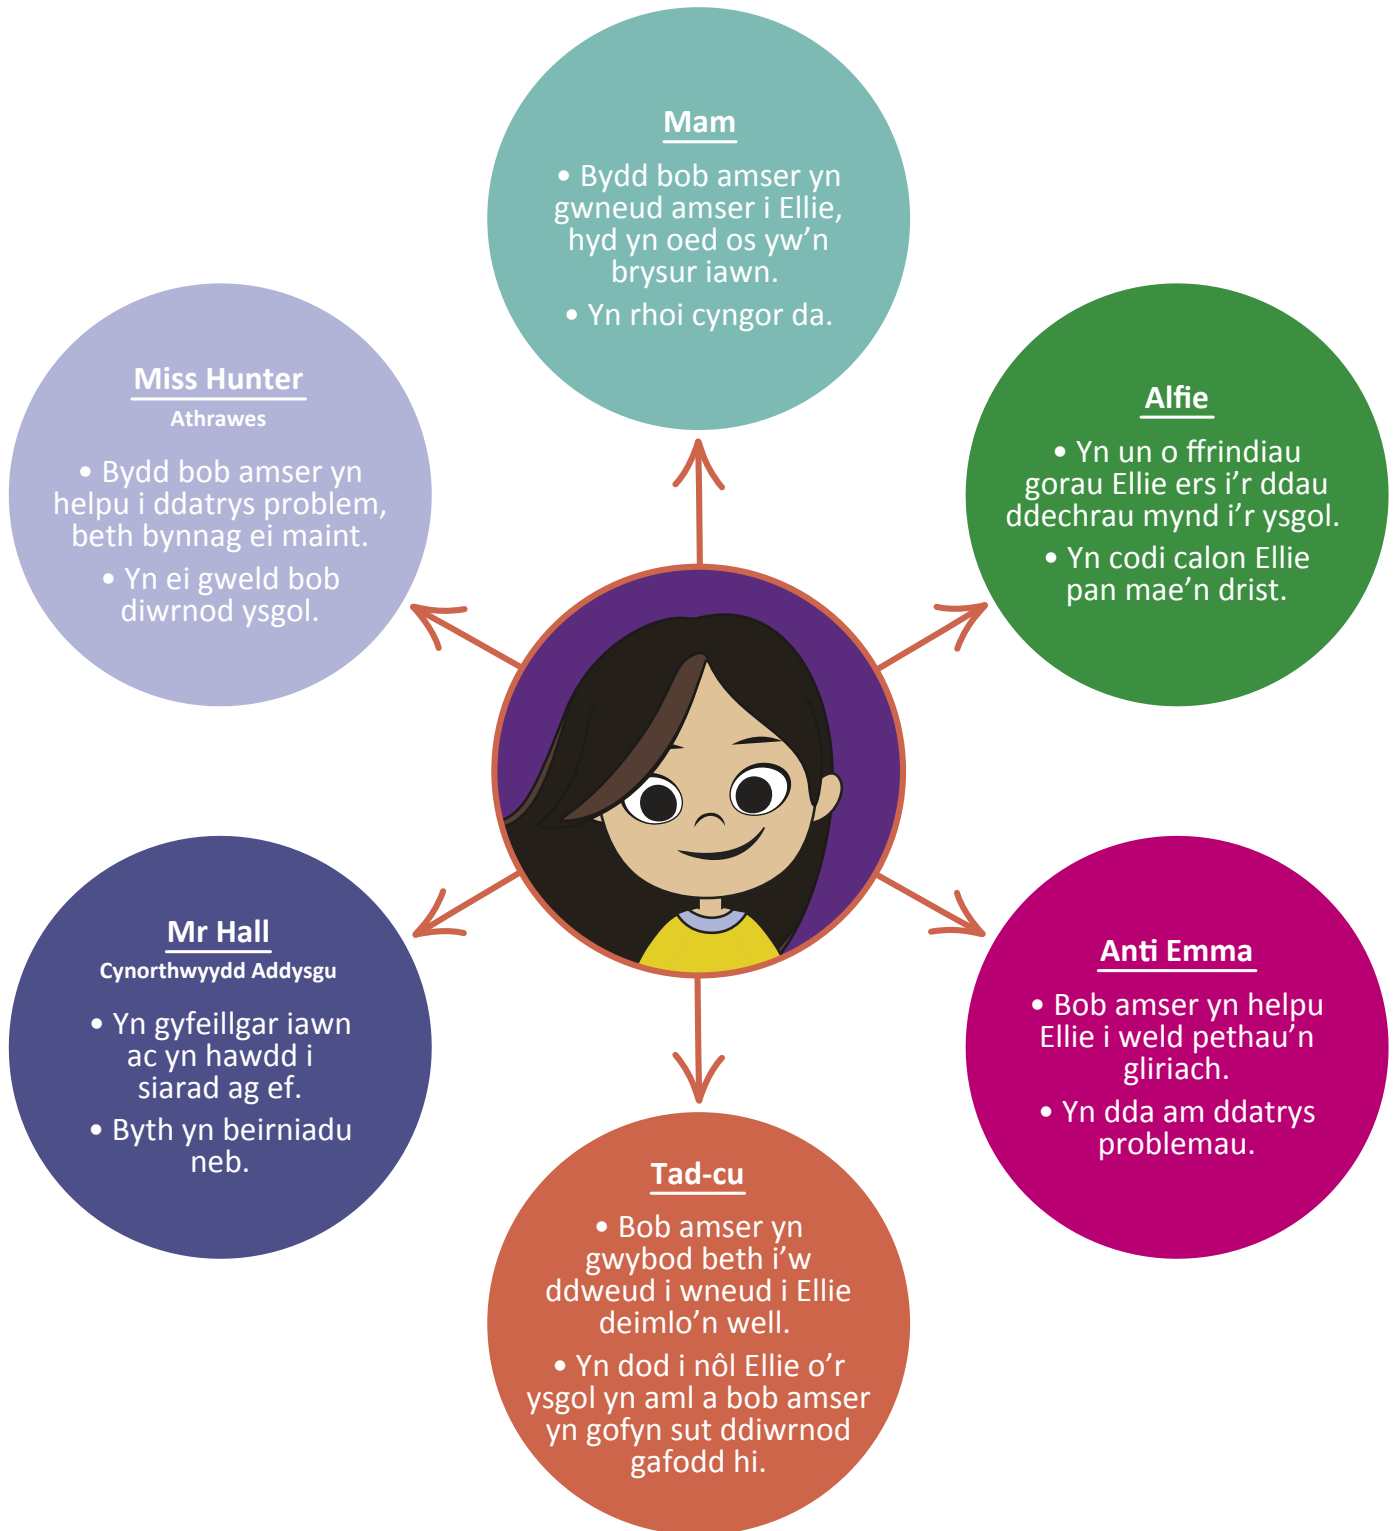 Mam
• Bydd bob amser yn
gwneud amser i Ellie,
hyd yn oed os yw’n
brysur iawn.
• Yn rhoi cyngor da.
Miss Hunter
Athrawes
• Bydd bob amser yn
helpu i ddatrys problem,
beth bynnag ei maint.
• Yn ei gweld bob
diwrnod ysgol.
Alfie
• Yn un o ffrindiau
gorau Ellie ers i’r ddau
ddechrau mynd i’r ysgol.
• Yn codi calon Ellie
pan mae’n drist.
Mr Hall
Cynorthwyydd Addysgu
• Yn gyfeillgar iawn
ac yn hawdd i
siarad ag ef.
• Byth yn beirniadu
neb.
Anti Emma
• Bob amser yn helpu
Ellie i weld pethau’n
gliriach.
• Yn dda am ddatrys
problemau.
Tad-cu
• Bob amser yn
gwybod beth i’w
ddweud i wneud i Ellie
deimlo’n well.
• Yn dod i nôl Ellie o’r
ysgol yn aml a bob amser
yn gofyn sut ddiwrnod
gafodd hi.